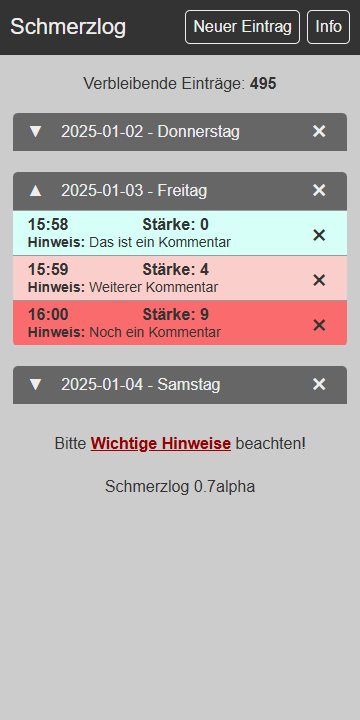 Schmerzlog Neuer Eintrag Info
Verbleibende Einträge: 495
▼ 2025-01-02 - Donnerstag ✕
▲ 2025-01-03 - Freitag ✕
15:58 Stärke: 0
Hinweis: Das ist ein Kommentar ✕
15:59 Stärke: 4
Hinweis: Weiterer Kommentar ✕
16:00 Stärke: 9
Hinweis: Noch ein Kommentar ✕
▼ 2025-01-04 - Samstag ✕
Bitte Wichtige Hinweise beachten!
Schmerzlog 0.7alpha